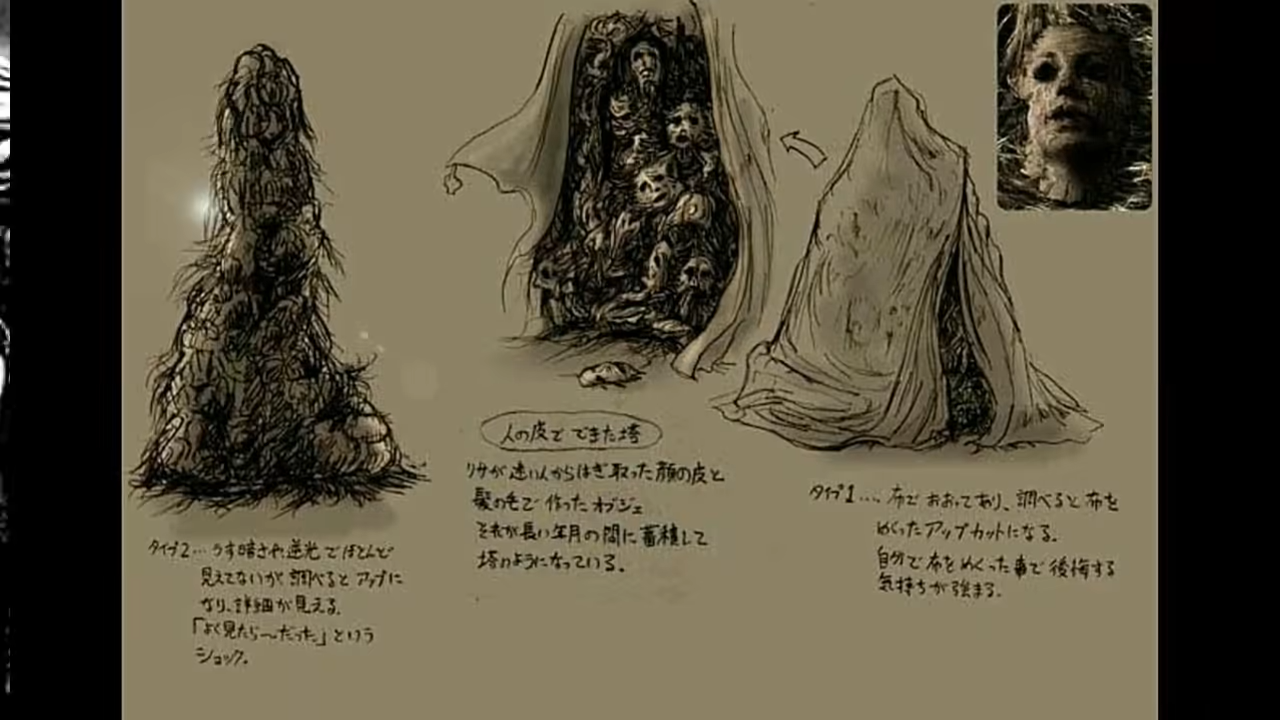 人の皮で できた塔
リサが迷い人からはぎ取った顔の皮と
髪の毛で 作ったオブジェ
それが長い年月の間に蓄積して
塔のようになっている。
タイプ1… 布で おおってあり、調べると布を
めくったアップカットになる。
自分で布をめくった事で後悔する
気持ちが強まる。
タイプ2… うす暗さや逆光でほとんど
見えてないが、調べるとアップに
なり、詳細が見える。
「よく見たら〜だった。」という
ショック。